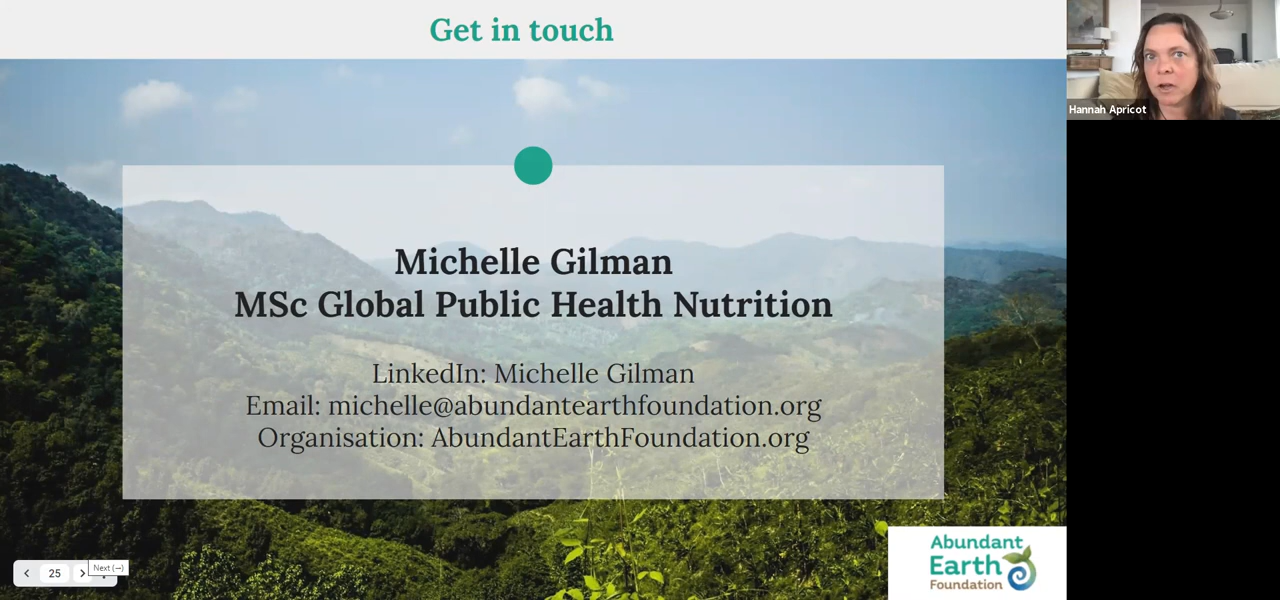 Get in touch
Hannah Apricot
Michelle Gilman
MSc Global Public Health Nutrition
LinkedIn: Michelle Gilman
Email: michelle@abundantearthfoundation.org
Organisation: AbundantEarthFoundation.org
Abundant
Earth
Foundation
25
Next (→)